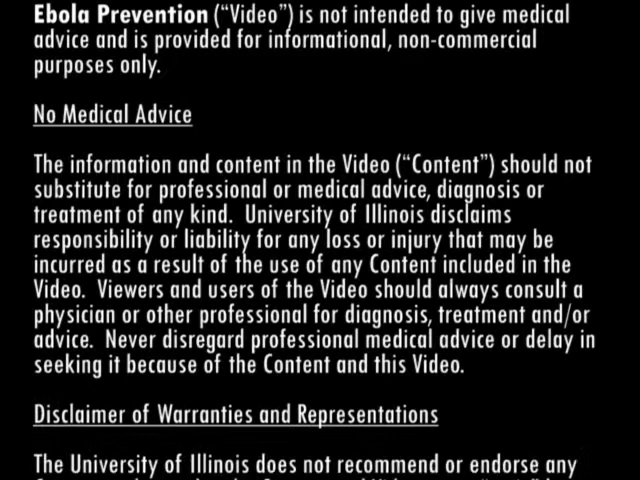 Ebola Prevention (“Video”) is not intended to give medical
advice and is provided for informational, non-commercial
purposes only.
No Medical Advice
The information and content in the Video (“Content”) should not
substitute for professional or medical advice, diagnosis or
treatment of any kind. University of Illinois disclaims
responsibility or liability for any loss or injury that may be
incurred as a result of the use of any Content included in the
Video. Viewers and users of the Video should always consult a
physician or other professional for diagnosis, treatment and/or
advice. Never disregard professional medical advice or delay in
seeking it because of the Content and this Video.
Disclaimer of Warranties and Representations
The University of Illinois does not recommend or endorse any